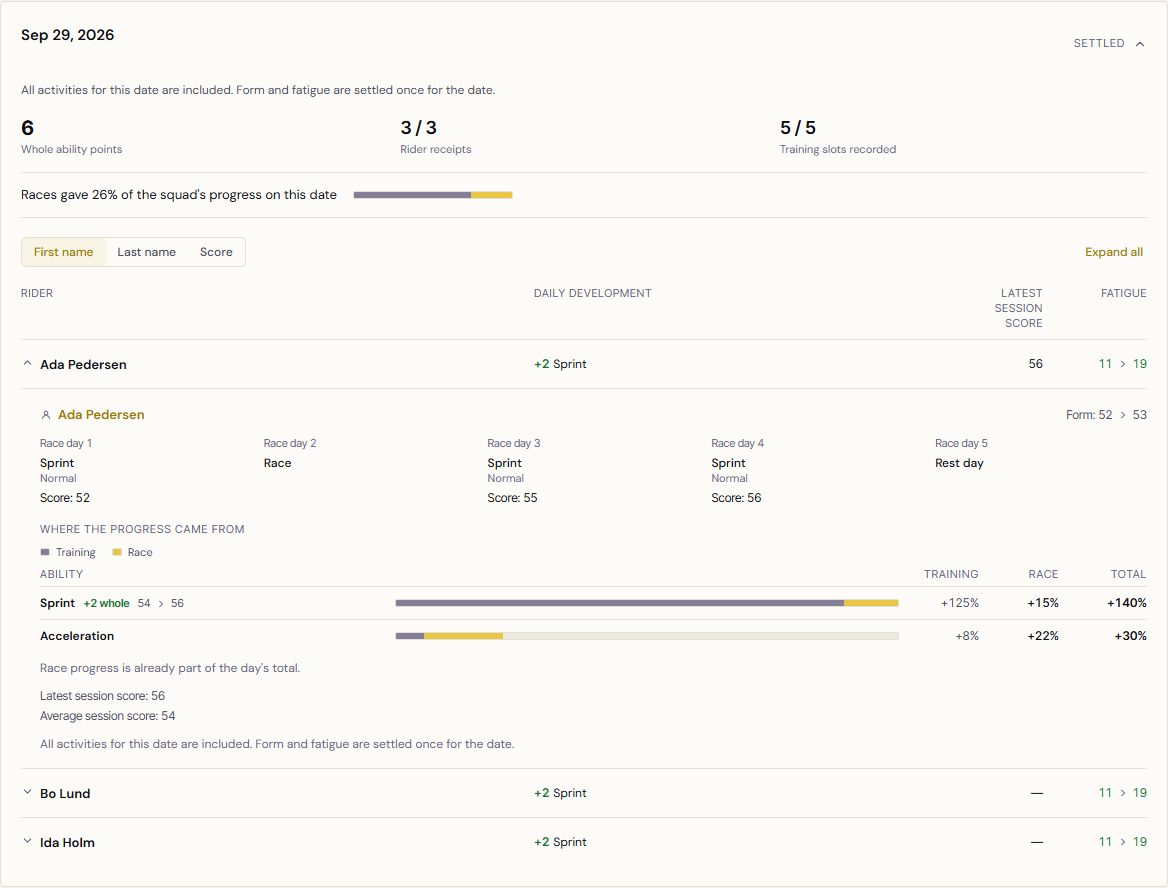 Sep 29, 2026
SETTLED
All activities for this date are included. Form and fatigue are settled once for the date.
6
Whole ability points
3 / 3
Rider receipts
5 / 5
Training slots recorded
Races gave 26% of the squad's progress on this date
First name Last name Score
Expand all
RIDER DAILY DEVELOPMENT LATEST SESSION SCORE FATIGUE
Ada Pedersen +2 Sprint 56 11 > 19
Ada Pedersen
Form: 52 > 53
Race day 1
Sprint
Normal
Score: 52
Race day 2
Race
Race day 3
Sprint
Normal
Score: 55
Race day 4
Sprint
Normal
Score: 56
Race day 5
Rest day
WHERE THE PROGRESS CAME FROM
Training Race
ABILITY TRAINING RACE TOTAL
Sprint +2 whole 54 > 56 +125% +15% +140%
Acceleration +8% +22% +30%
Race progress is already part of the day's total.
Latest session score: 56
Average session score: 54
All activities for this date are included. Form and fatigue are settled once for the date.
Bo Lund +2 Sprint — 11 > 19
Ida Holm +2 Sprint — 11 > 19